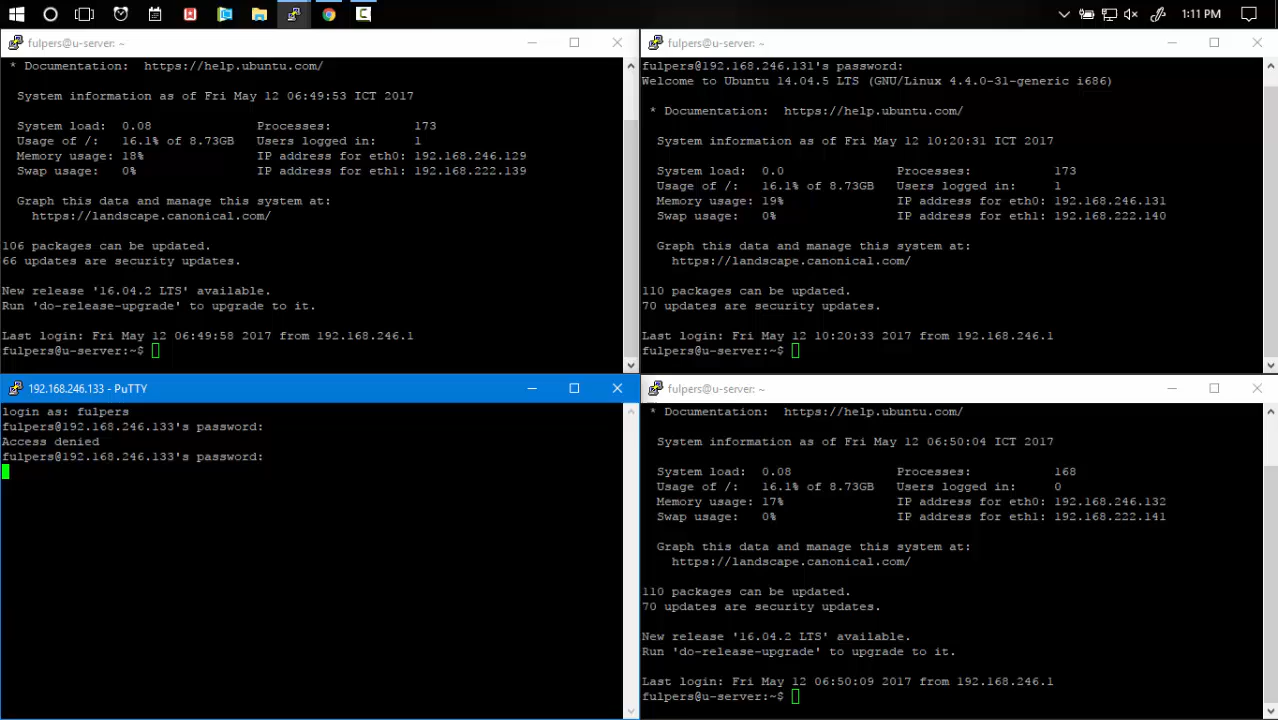 1:11 PM
fulpers@u-server: ~
* Documentation:  https://help.ubuntu.com/
System information as of Fri May 12 06:49:53 ICT 2017
System load:  0.08              Processes:           173
Usage of /:   16.1% of 8.73GB   Users logged in:     1
Memory usage: 18%               IP address for eth0: 192.168.246.129
Swap usage:   0%                IP address for eth1: 192.168.222.139
Graph this data and manage this system at:
https://landscape.canonical.com/
106 packages can be updated.
66 updates are security updates.
New release '16.04.2 LTS' available.
Run 'do-release-upgrade' to upgrade to it.
Last login: Fri May 12 06:49:58 2017 from 192.168.246.1
fulpers@u-server:~$
fulpers@u-server: ~
fulpers@192.168.246.131's password:
Welcome to Ubuntu 14.04.5 LTS (GNU/Linux 4.4.0-31-generic i686)
* Documentation:  https://help.ubuntu.com/
System information as of Fri May 12 10:20:31 ICT 2017
System load:  0.0               Processes:           173
Usage of /:   16.1% of 8.73GB   Users logged in:     1
Memory usage: 19%               IP address for eth0: 192.168.246.131
Swap usage:   0%                IP address for eth1: 192.168.222.140
Graph this data and manage this system at:
https://landscape.canonical.com/
110 packages can be updated.
70 updates are security updates.
Last login: Fri May 12 10:20:33 2017 from 192.168.246.1
fulpers@u-server:~$
192.168.246.133 - PuTTY
login as: fulpers
fulpers@192.168.246.133's password:
Access denied
fulpers@192.168.246.133's password:
fulpers@u-server: ~
* Documentation:  https://help.ubuntu.com/
System information as of Fri May 12 06:50:04 ICT 2017
System load:  0.08              Processes:           168
Usage of /:   16.1% of 8.73GB   Users logged in:     0
Memory usage: 17%               IP address for eth0: 192.168.246.132
Swap usage:   0%                IP address for eth1: 192.168.222.141
Graph this data and manage this system at:
https://landscape.canonical.com/
110 packages can be updated.
70 updates are security updates.
New release '16.04.2 LTS' available.
Run 'do-release-upgrade' to upgrade to it.
Last login: Fri May 12 06:50:09 2017 from 192.168.246.1
fulpers@u-server:~$